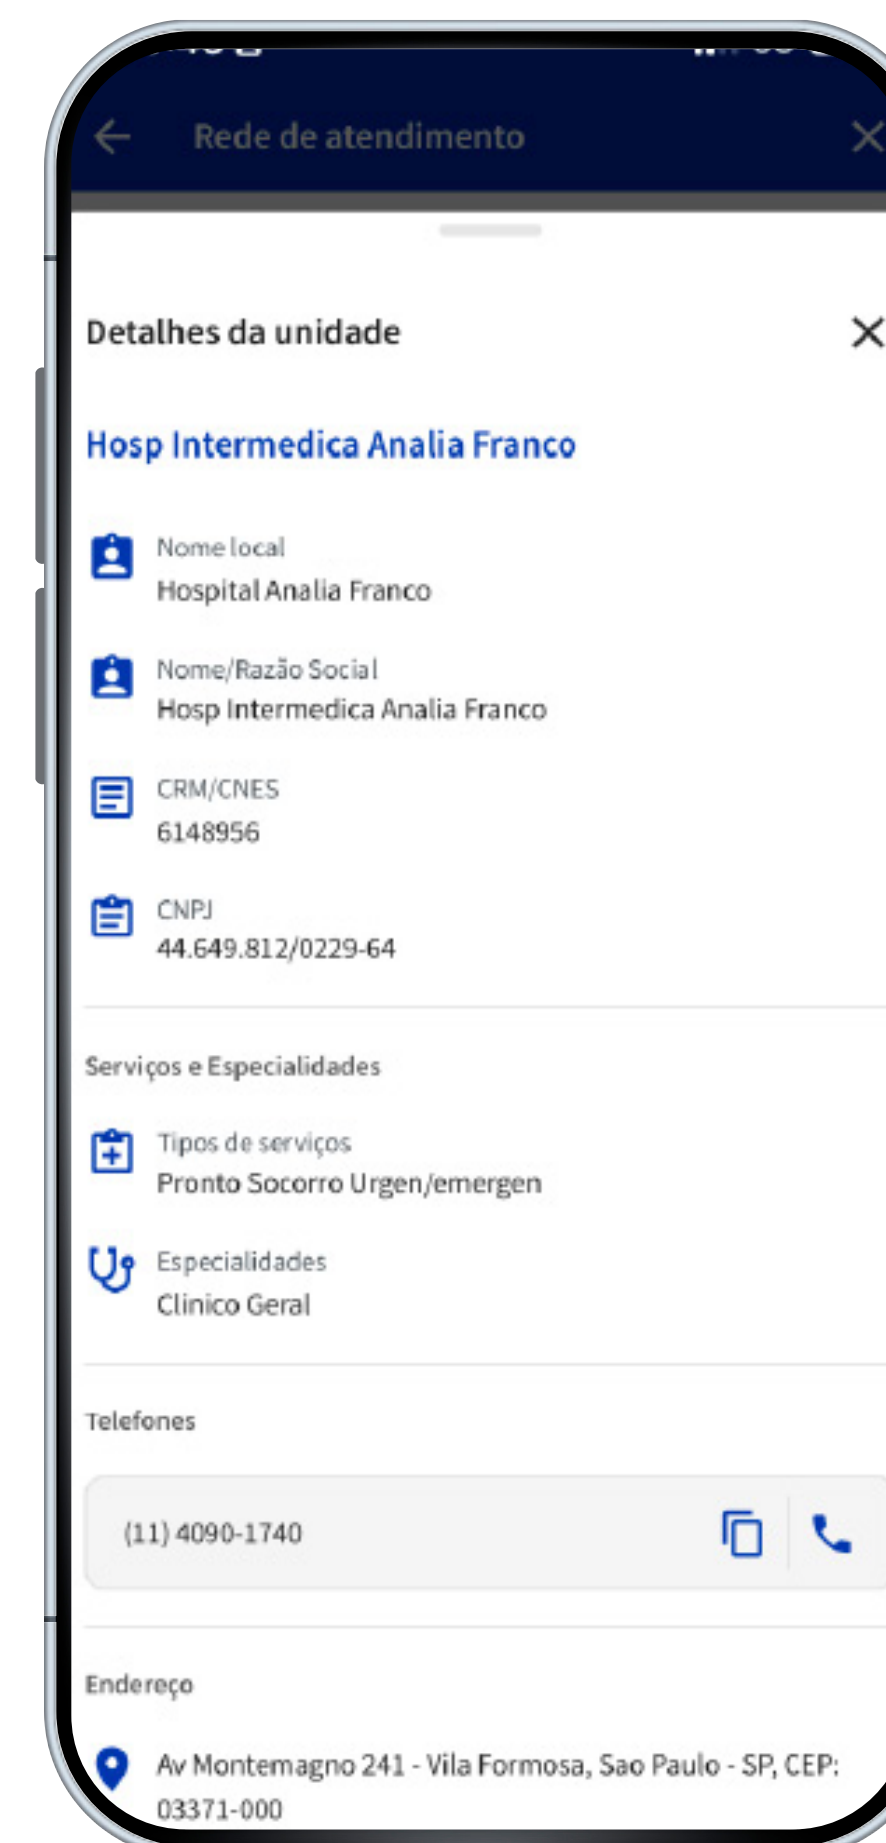 Rede de atendimento
Detalhes da unidade
Hosp Intermedica Analia Franco
Nome local
Hospital Analia Franco
Nome/Razão Social
Hosp Intermedica Analia Franco
CRM/CNES
6148956
CNPJ
44.649.812/0229-64
Serviços e Especialidades
Tipos de serviços
Pronto Socorro Urgen/emergen
Especialidades
Clinico Geral
Telefones
(11) 4090-1740
Endereço
Av Montemagno 241 - Vila Formosa, Sao Paulo - SP, CEP:
03371-000